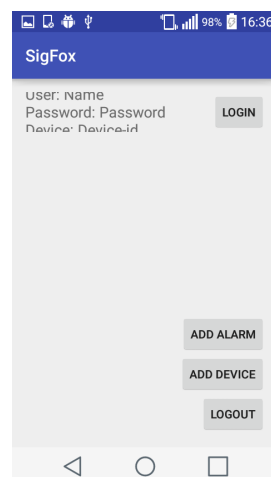 98% 16:36
SigFox
User: Name
Password: Password
Device: Device-id
LOGIN
ADD ALARM
ADD DEVICE
LOGOUT